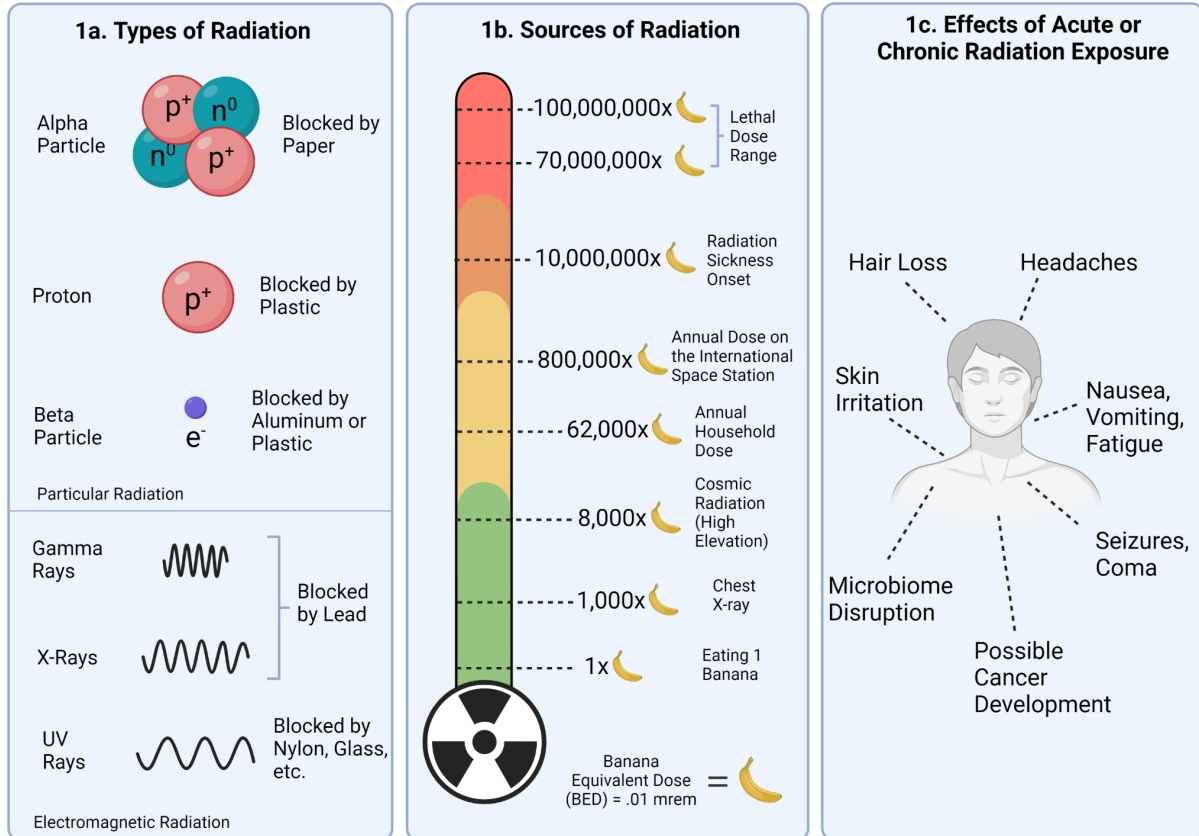 1a. Types of Radiation
Alpha
Particle
p+
n0
n0
p+
Blocked by
Paper
Proton
p+
Blocked by
Plastic
Beta
Particle
e-
Blocked by
Aluminum or
Plastic
Particular Radiation
Gamma
Rays
X-Rays
Blocked
by Lead
UV
Rays
Blocked by
Nylon, Glass,
etc.
Electromagnetic Radiation
1b. Sources of Radiation
100,000,000x
70,000,000x
Lethal
Dose
Range
10,000,000x
Radiation
Sickness
Onset
800,000x
Annual Dose on
the International
Space Station
62,000x
Annual
Household
Dose
8,000x
Cosmic
Radiation
(High
Elevation)
1,000x
Chest
X-ray
1x
Eating 1
Banana
Banana
Equivalent Dose
(BED) = .01 mrem
=
1c. Effects of Acute or
Chronic Radiation Exposure
Hair Loss
Headaches
Skin
Irritation
Nausea,
Vomiting,
Fatigue
Microbiome
Disruption
Seizures,
Coma
Possible
Cancer
Development